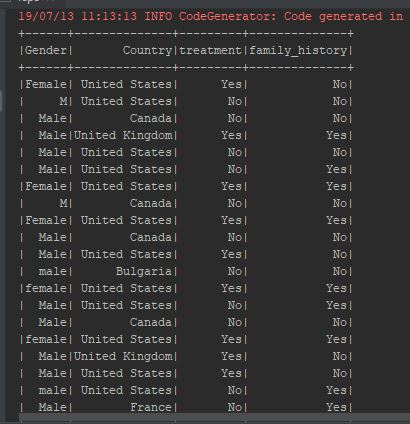 19/07/13 11:13:13 INFO CodeGenerator: Code generated in
+------+--------------+---------+--------------+
|Gender|       Country|treatment|family_history|
+------+--------------+---------+--------------+
|Female| United States|      Yes|            No|
|     M| United States|       No|            No|
|  Male|        Canada|       No|            No|
|  Male|United Kingdom|      Yes|           Yes|
|  Male| United States|       No|            No|
|  Male| United States|       No|           Yes|
|Female| United States|      Yes|           Yes|
|     M|        Canada|       No|            No|
|Female| United States|      Yes|           Yes|
|  Male|        Canada|       No|           Yes|
|  Male| United States|      Yes|           Yes|
|  male|      Bulgaria|       No|            No|
|female| United States|      Yes|           Yes|
|  Male| United States|       No|            No|
|  Male|        Canada|       No|           Yes|
|female| United States|      Yes|           Yes|
|  Male|United Kingdom|      Yes|            No|
|  Male| United States|      Yes|            No|
|  male| United States|       No|           Yes|
|  Male|        France|       No|           Yes|